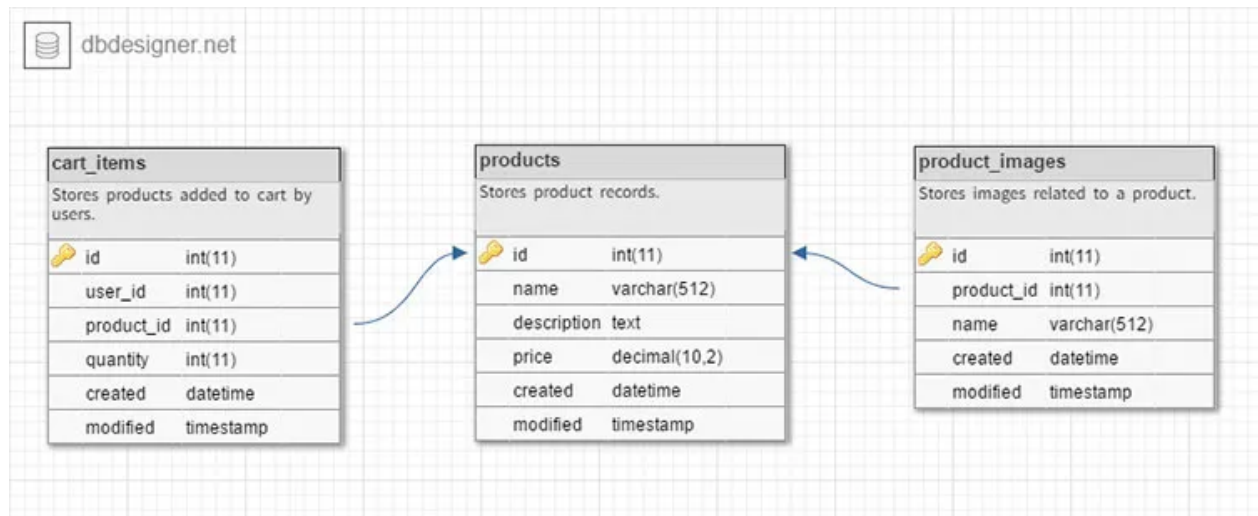 dbdesigner.net
cart_items
Stores products added to cart by
users.
id int(11)
user_id int(11)
product_id int(11)
quantity int(11)
created datetime
modified timestamp
products
Stores product records.
id int(11)
name varchar(512)
description text
price decimal(10,2)
created datetime
modified timestamp
product_images
Stores images related to a product.
id int(11)
product_id int(11)
name varchar(512)
created datetime
modified timestamp